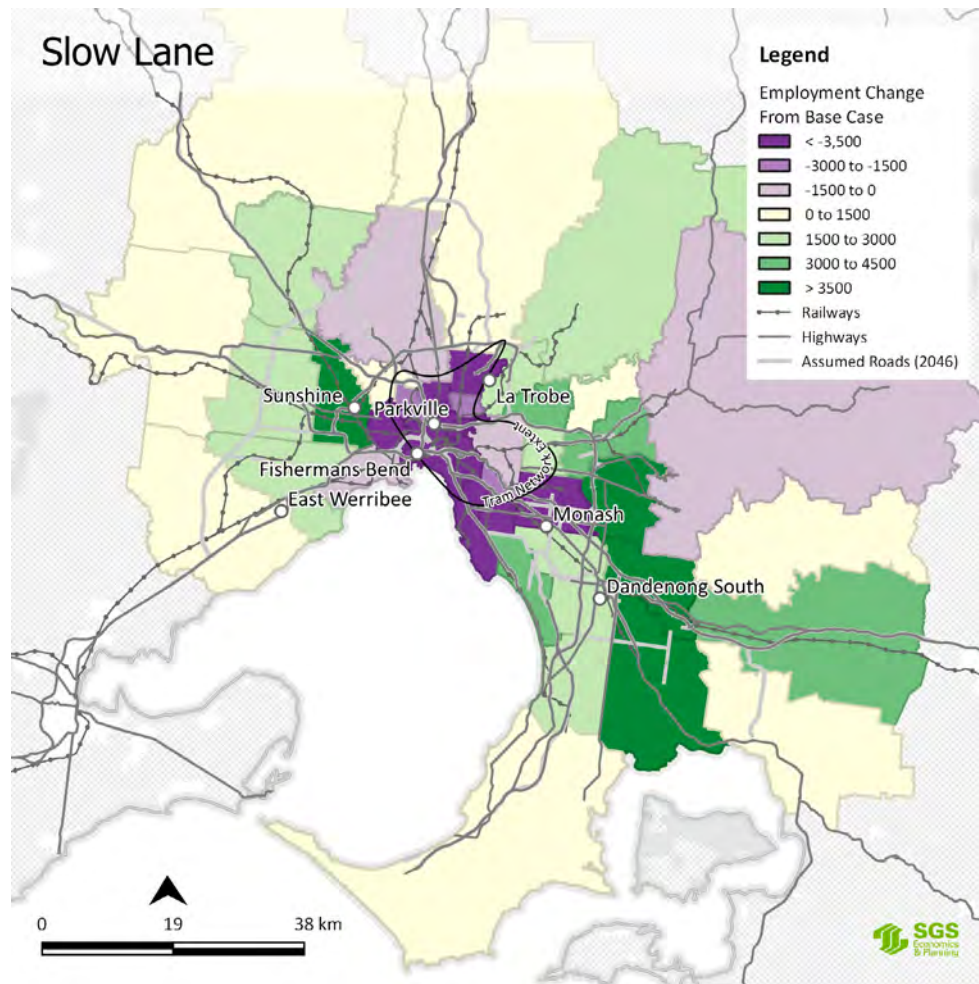 Slow Lane
Legend
Employment Change
From Base Case
< -3,500
-3000 to -1500
-1500 to 0
0 to 1500
1500 to 3000
3000 to 4500
> 3500
Railways
Highways
Assumed Roads (2046)
Sunshine
Parkville
La Trobe
Fishermans Bend
East Werribee
Tram Network Extent
Monash
Dandenong South
0 19 38 km
SGS
Economics
& Planning